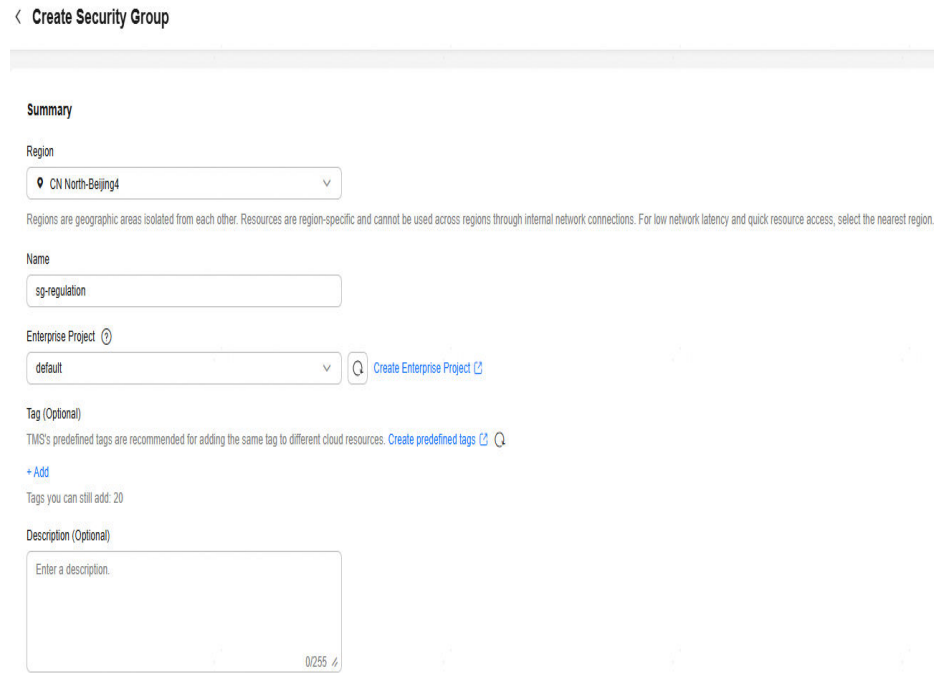 Create Security Group
Summary
Region
CN North-Beijing4
Regions are geographic areas isolated from each other. Resources are region-specific and cannot be used across regions through internal network connections. For low network latency and quick resource access, select the nearest region.
Name
sg-regulation
Enterprise Project
default Create Enterprise Project
Tag (Optional)
TMS's predefined tags are recommended for adding the same tag to different cloud resources. Create predefined tags
+ Add
Tags you can still add: 20
Description (Optional)
Enter a description.
0/255